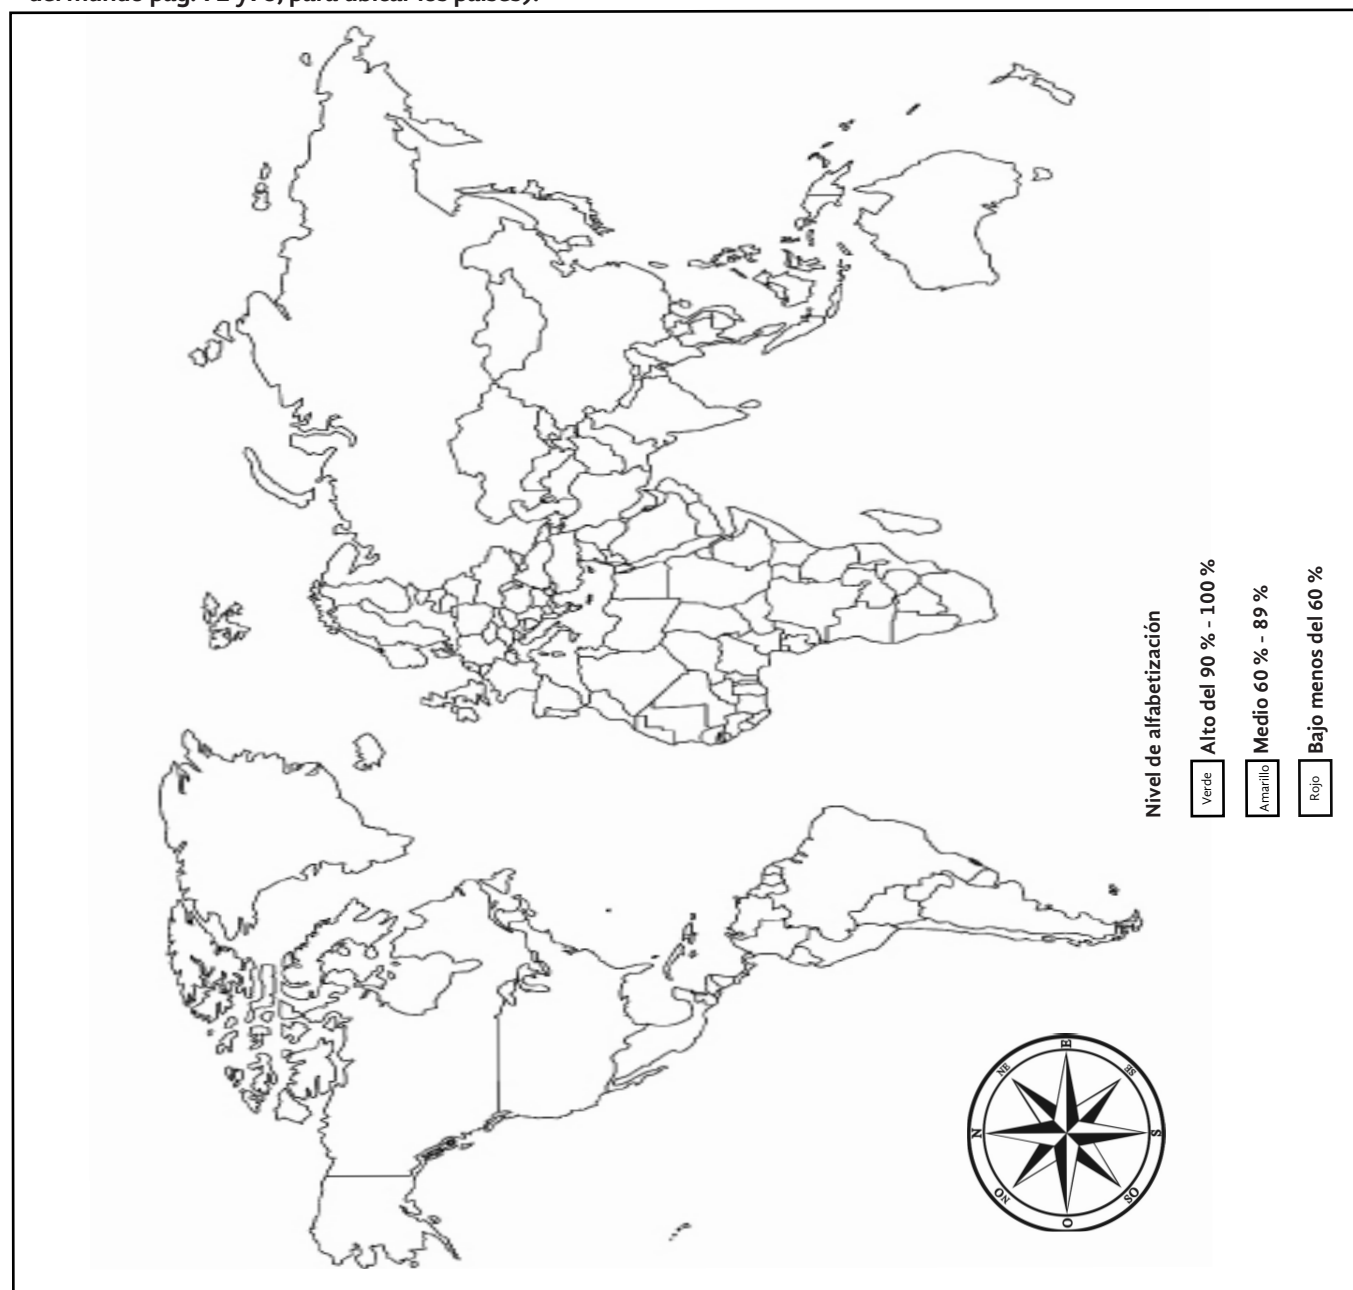 Nivel de alfabetización
Verde
Alto del 90 % - 100 %
Amarillo
Medio 60 % - 89 %
Rojo
Bajo menos del 60 %
N
NE
E
SE
S
SO
O
NO